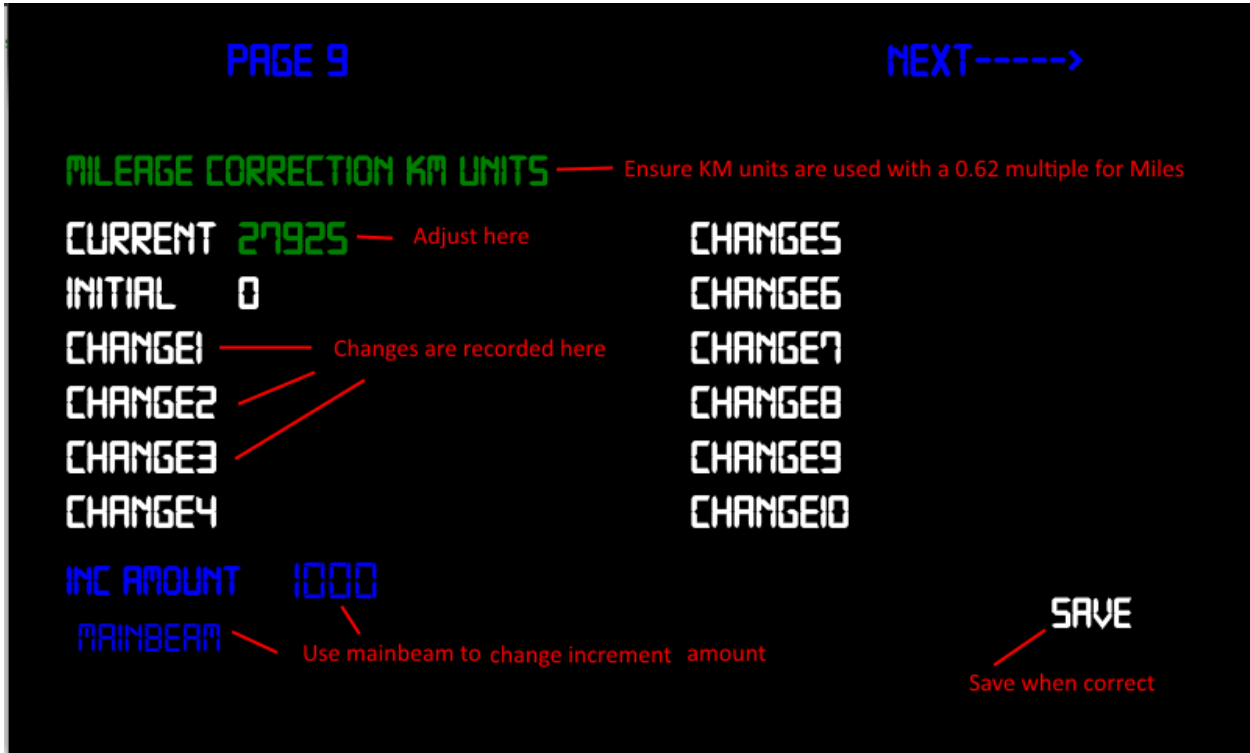 PAGE 9 NEXT----->
MILEAGE CORRECTION KM UNITS Ensure KM units are used with a 0.62 multiple for Miles
CURRENT 27925 Adjust here CHANGE5
INITIAL 0 CHANGE6
CHANGE1 Changes are recorded here CHANGE7
CHANGE2 CHANGE8
CHANGE3 CHANGE9
CHANGE4 CHANGE10
INC AMOUNT 1000
SAVE
MAINBEAM Use mainbeam to change increment amount
Save when correct